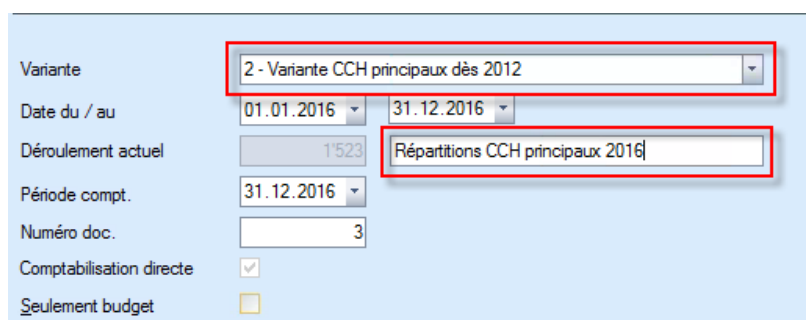 Variante 2 - Variante CCH principaux dès 2012
Date du / au 01.01.2016 31.12.2016
Déroulement actuel 1'523 Répartitions CCH principaux 2016
Période compt. 31.12.2016
Numéro doc. 3
Comptabilisation directe
Seulement budget